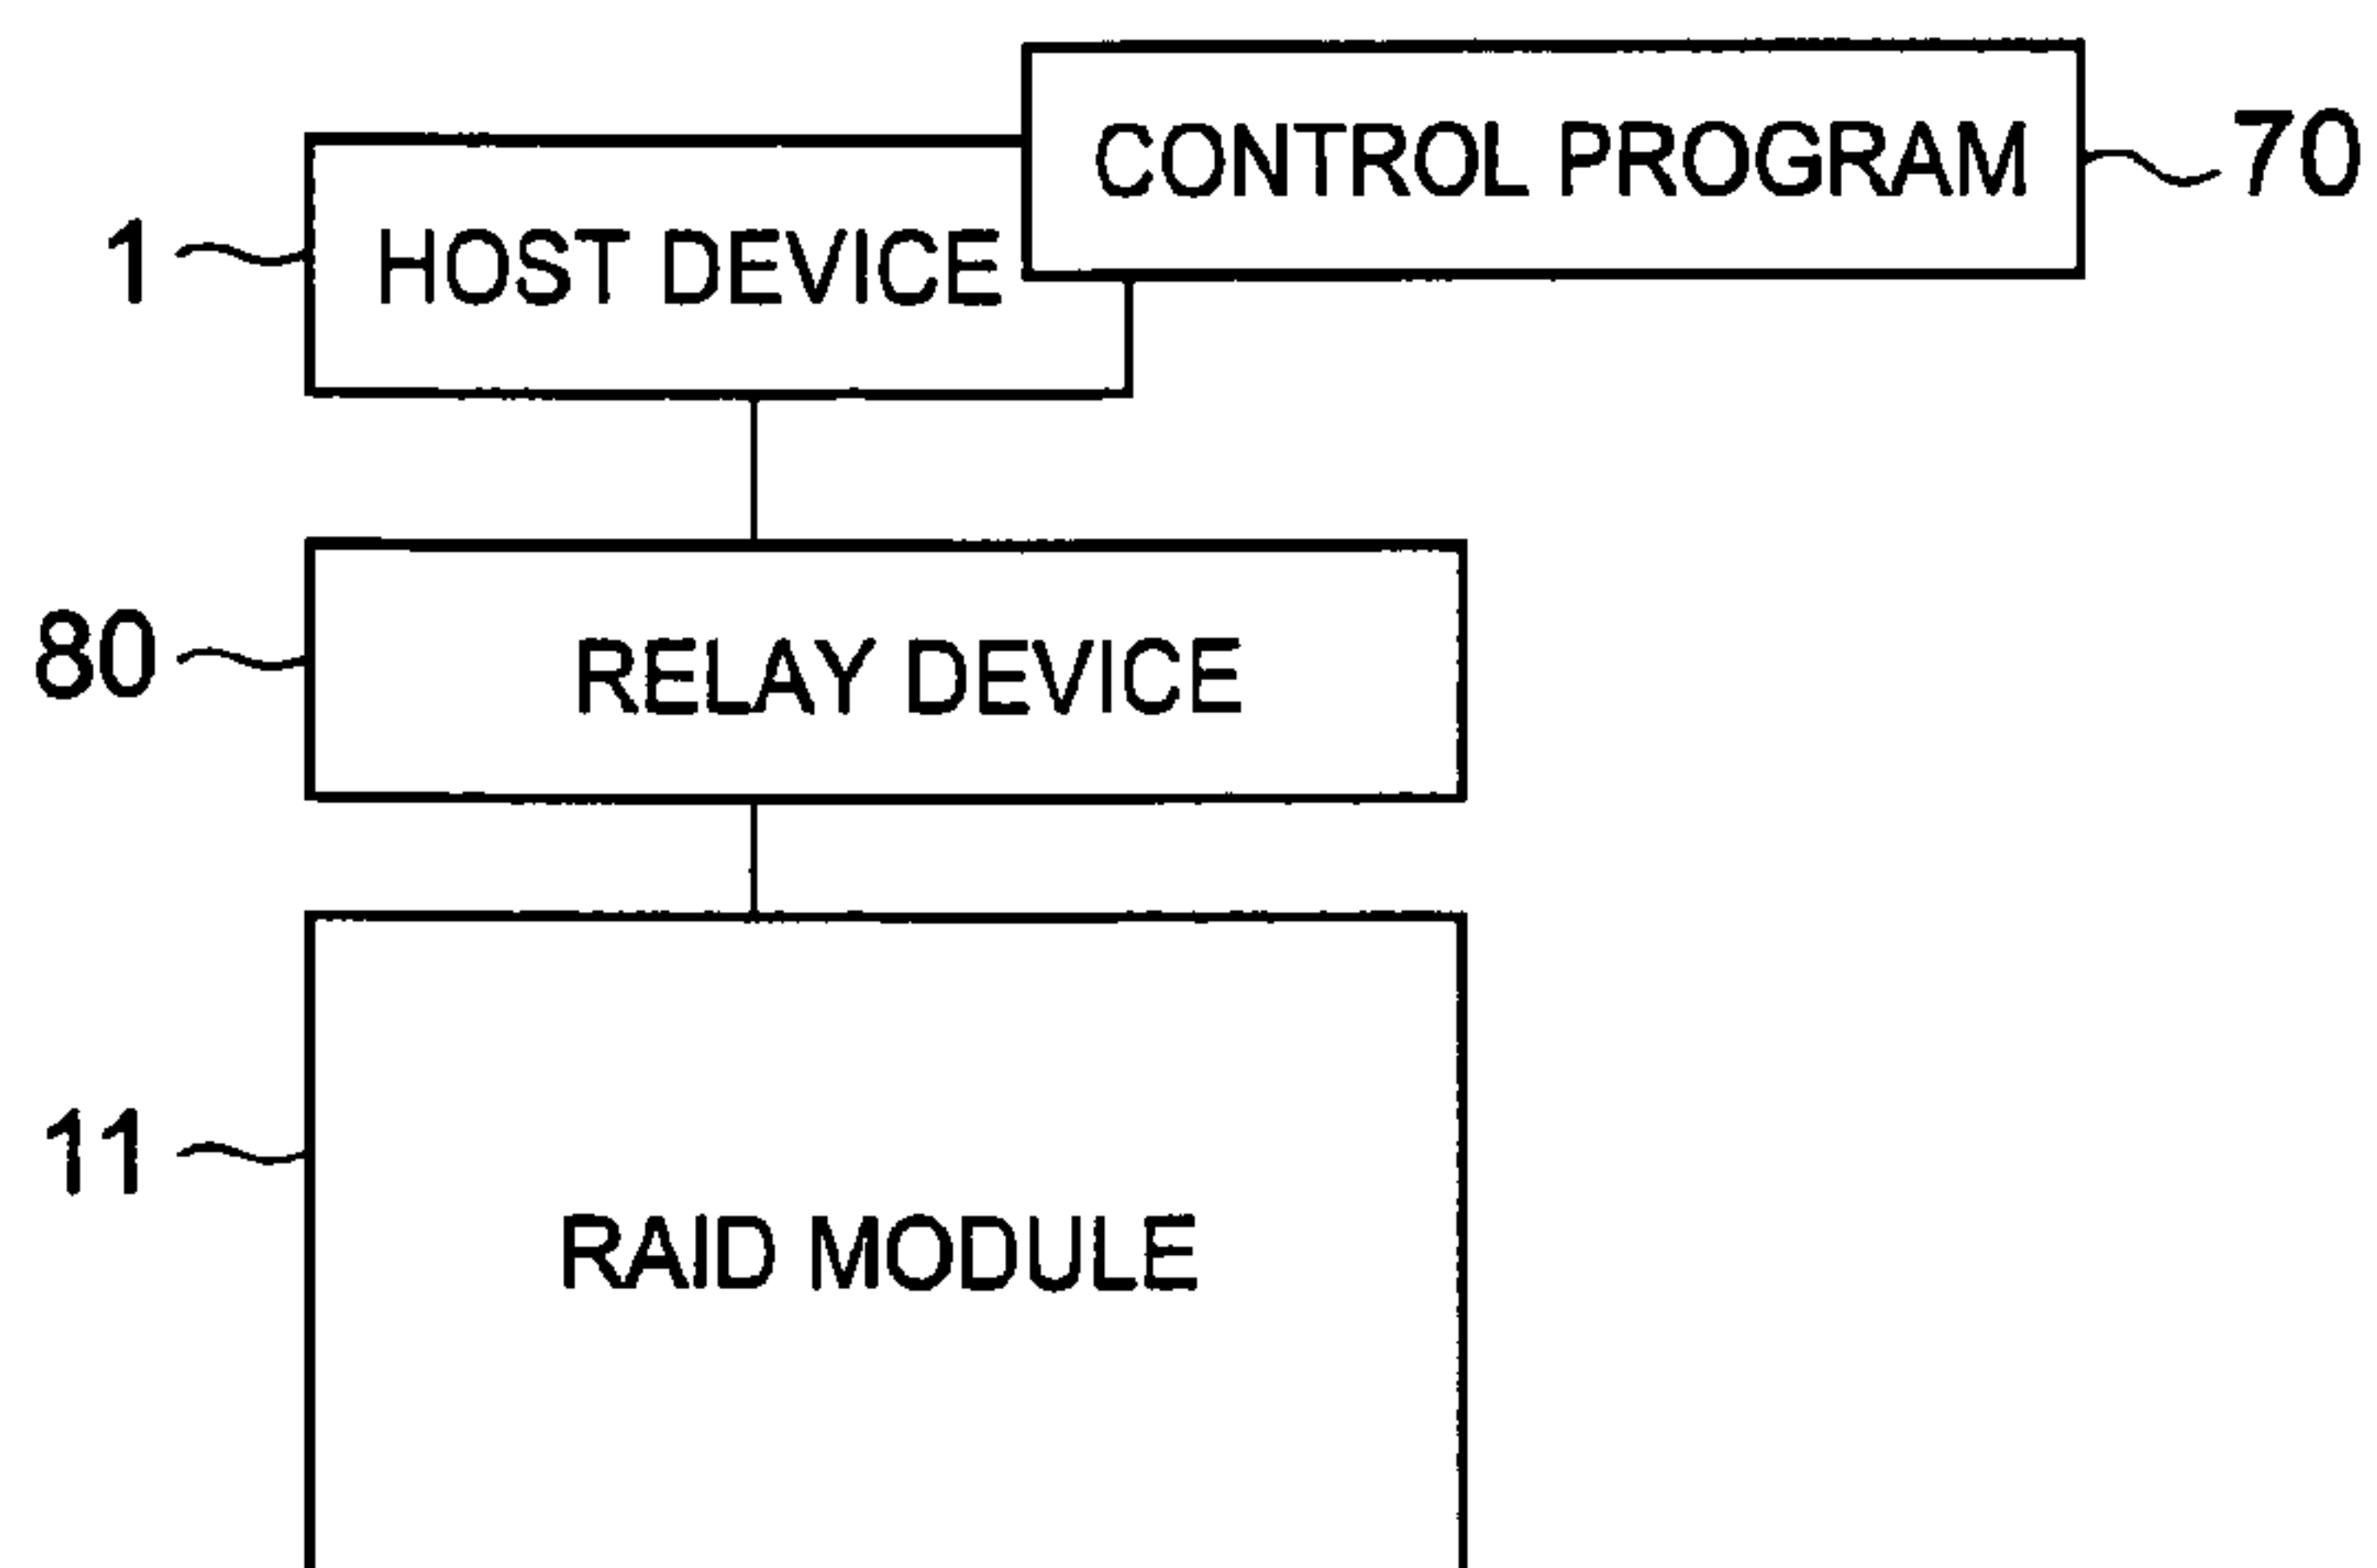 CONTROL PROGRAM
70
1
HOST DEVICE
80
RELAY DEVICE
11
RAID MODULE